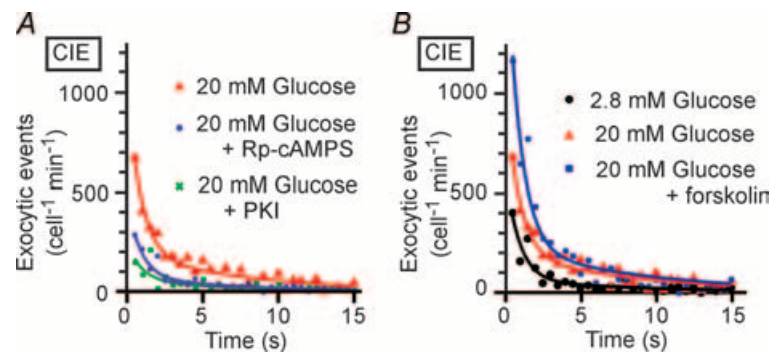 A
CIE
Exocytic events
(cell-1 min-1)
1000
500
0
20 mM Glucose
20 mM Glucose
+ Rp-cAMPS
20 mM Glucose
+ PKI
0
5
10
15
Time (s)
B
CIE
Exocytic events
(cell-1 min-1)
1000
500
0
2.8 mM Glucose
20 mM Glucose
20 mM Glucose
+ forskolin
0
5
10
15
Time (s)